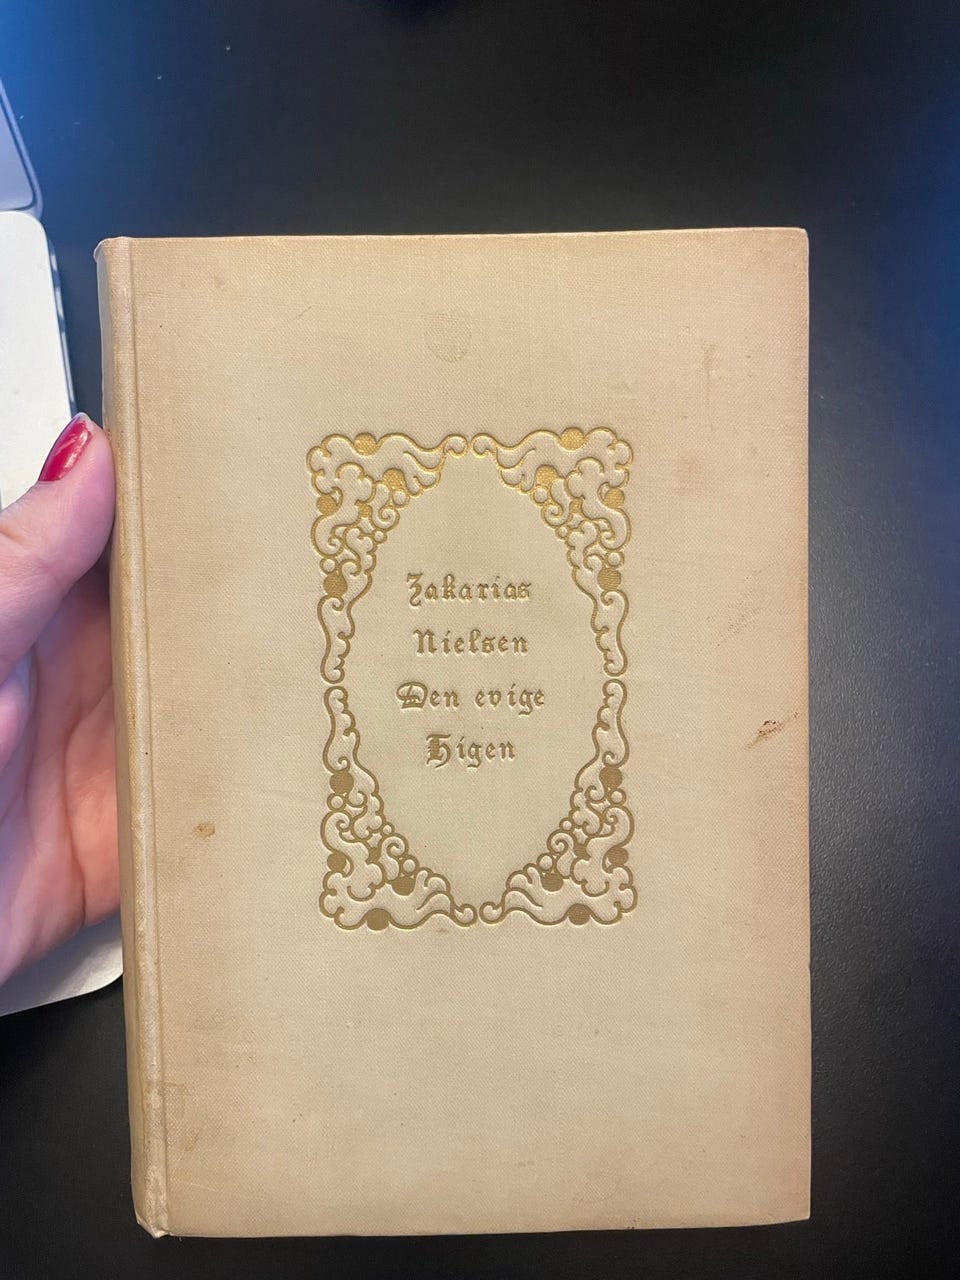 Zakarias
Nielsen
Den evige
Higen